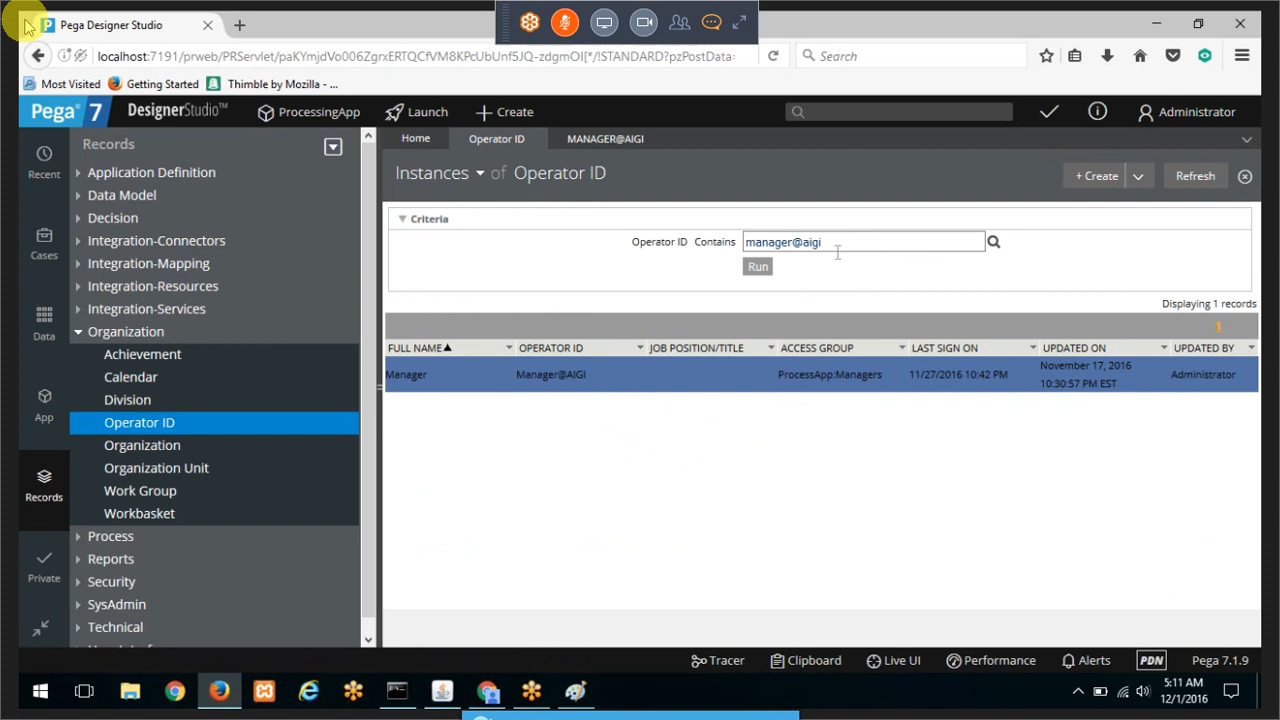 Pega Designer Studio
localhost:7191/prweb/PRServlet/paKYmjdVo006ZgrxERTCFVM8KPcUbUnf5JQ-zdgmOI[*/!STANDARD?pzPostData=
Search
Most Visited
Getting Started
Thimble by Mozilla - ...
Pega 7
DesignerStudio™
ProcessingApp
Launch
Create
Administrator
Records
Home
Operator ID
MANAGER@AIGI
Recent
Cases
Data
App
Records
Private
Application Definition
Data Model
Decision
Integration-Connectors
Integration-Mapping
Integration-Resources
Integration-Services
Organization
Achievement
Calendar
Division
Operator ID
Organization
Organization Unit
Work Group
Workbasket
Process
Reports
Security
SysAdmin
Technical
Instances of Operator ID
+ Create
Refresh
Criteria
Operator ID Contains
manager@aigi
Run
Displaying 1 records
1
FULL NAME OPERATOR ID JOB POSITION/TITLE ACCESS GROUP LAST SIGN ON UPDATED ON UPDATED BY
Manager Manager@AIGI ProcessApp:Managers 11/27/2016 10:42 PM November 17, 2016 Administrator
10:30:57 PM EST
Tracer
Clipboard
Live UI
Performance
Alerts
PDN
Pega 7.1.9
5:11 AM
12/1/2016